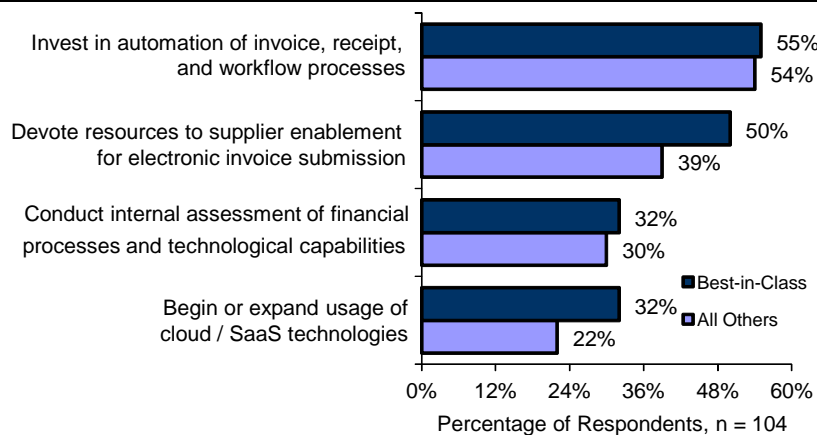 Invest in automation of invoice, receipt,
and workflow processes
55%
54%
Devote resources to supplier enablement
for electronic invoice submission
50%
39%
Conduct internal assessment of financial
processes and technological capabilities
32%
30%
Begin or expand usage of
cloud / SaaS technologies
32%
22%
Best-in-Class
All Others
0% 12% 24% 36% 48% 60%
Percentage of Respondents, n = 104